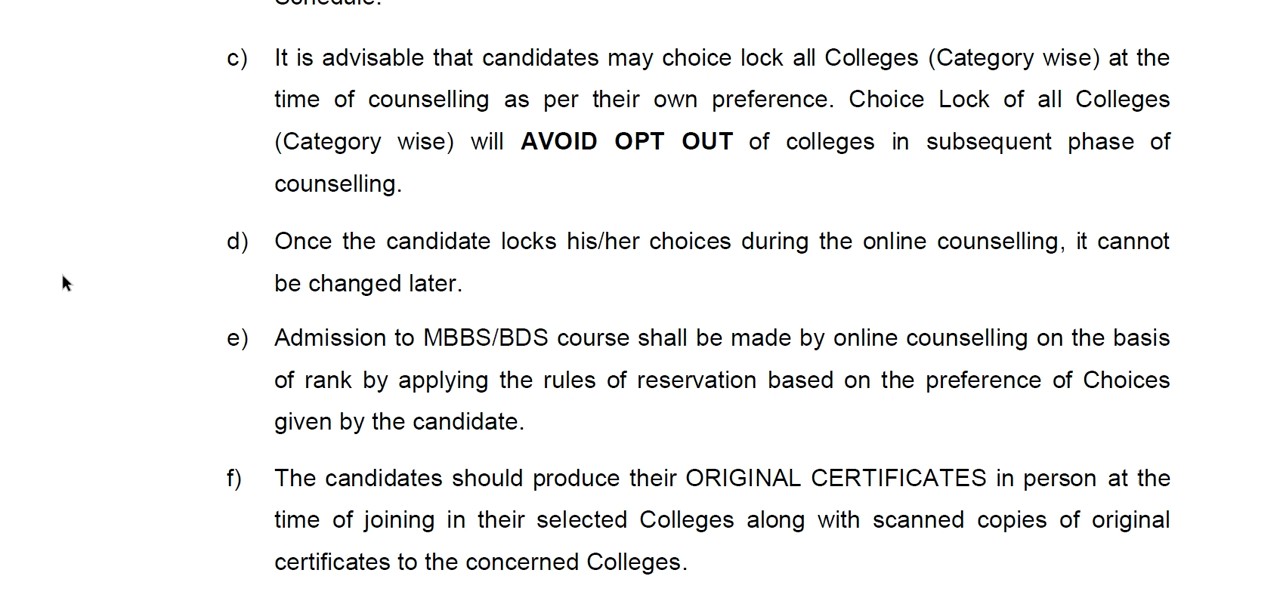 Schedule.
c) It is advisable that candidates may choice lock all Colleges (Category wise) at the
time of counselling as per their own preference. Choice Lock of all Colleges
(Category wise) will AVOID OPT OUT of colleges in subsequent phase of
counselling.
d) Once the candidate locks his/her choices during the online counselling, it cannot
be changed later.
e) Admission to MBBS/BDS course shall be made by online counselling on the basis
of rank by applying the rules of reservation based on the preference of Choices
given by the candidate.
f) The candidates should produce their ORIGINAL CERTIFICATES in person at the
time of joining in their selected Colleges along with scanned copies of original
certificates to the concerned Colleges.